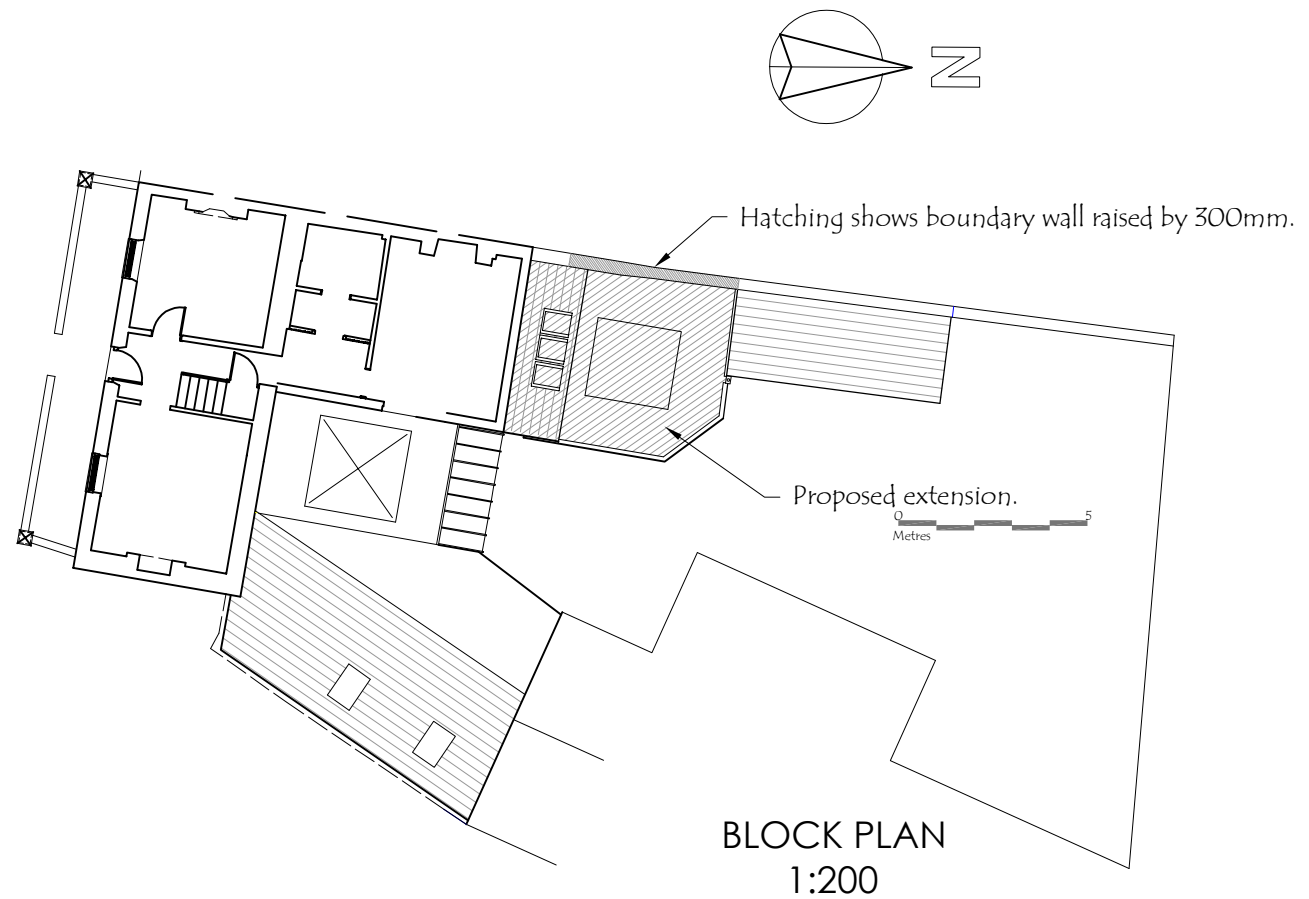 N
Hatching shows boundary wall raised by 300mm.
Proposed extension.
0 5
Metres
BLOCK PLAN
1:200